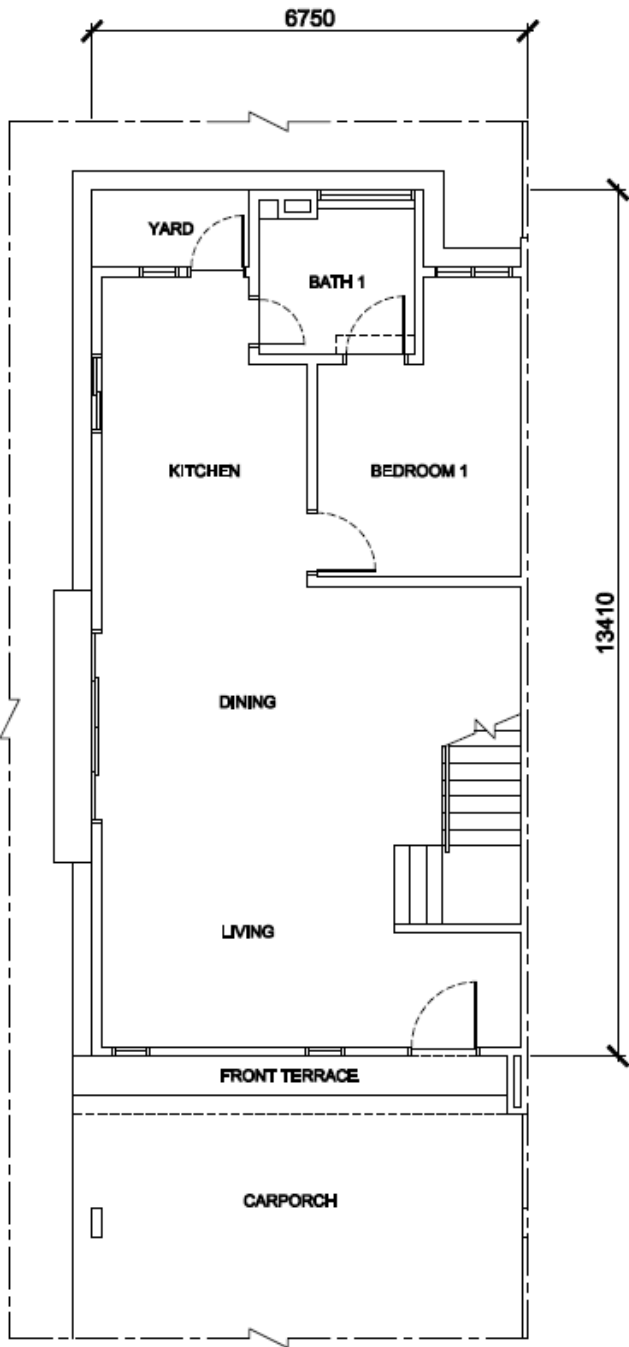 6750
YARD
BATH 1
KITCHEN
BEDROOM 1
13410
DINING
LIVING
FRONT TERRACE
CARPORCH